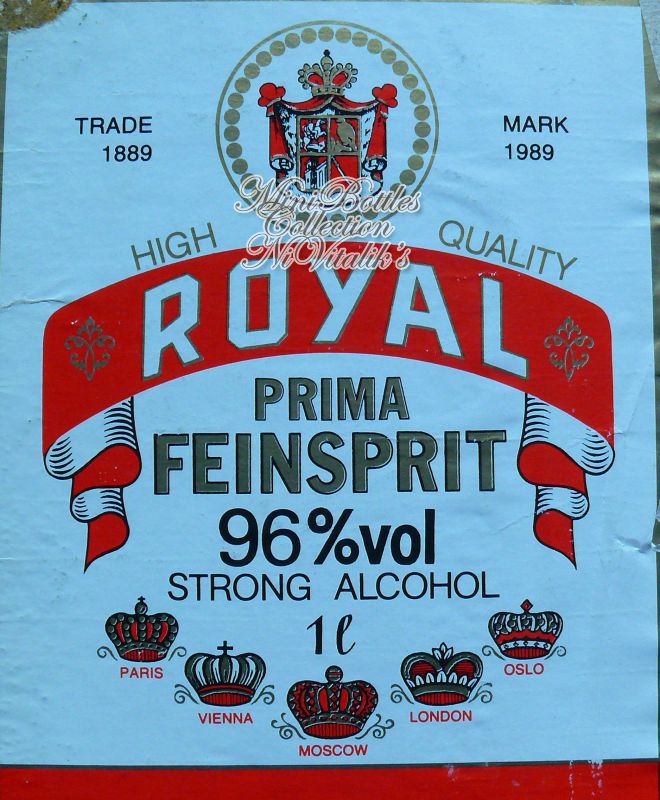 TRADE
1889
MARK
1989
Mini Bottles
Collection
NiVitalik's
HIGH QUALITY
ROYAL
PRIMA
FEINSPRIT
96%vol
STRONG ALCOHOL
1ℓ
PARIS
VIENNA
MOSCOW
LONDON
OSLO